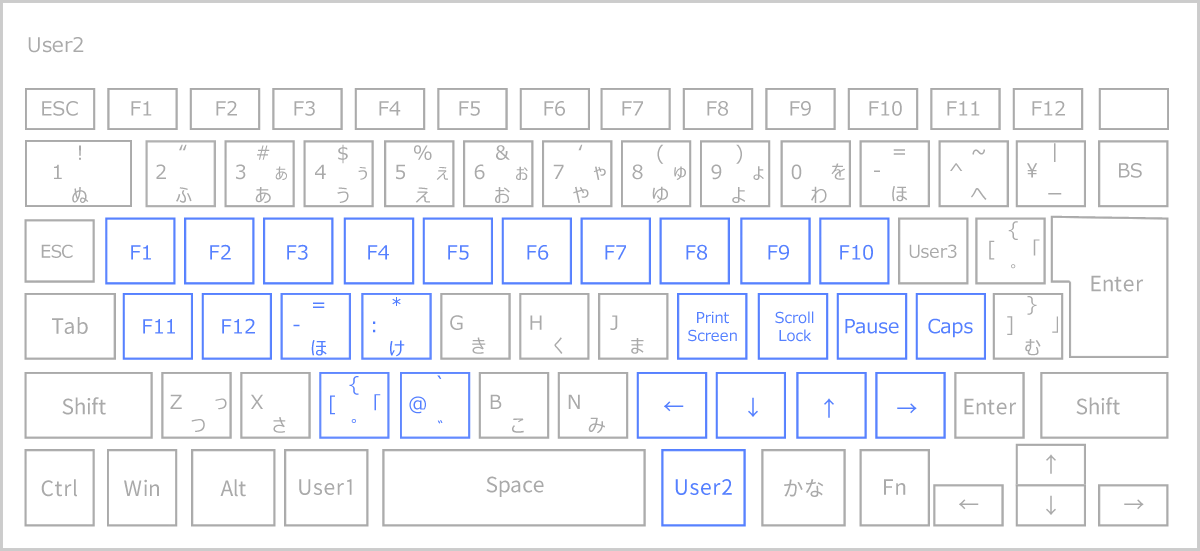 User2
ESC F1 F2 F3 F4 F5 F6 F7 F8 F9 F10 F11 F12
! “ # $ % & ‘ ( ) = ~ |
1 2 3 ぁ 4 ぅ 5 ぇ 6 ぉ 7 ゃ 8 ゅ 9 ょ 0 を - ^ ¥ BS
ぬ ふ あ う え お や ゆ よ わ ほ へ ー
ESC F1 F2 F3 F4 F5 F6 F7 F8 F9 F10 User3 { [ 「 ° Enter
Tab F11 F12 = - ほ * : け G き H く J ま Print Screen Scroll Lock Pause Caps } ] 」 む
Shift Z っ つ X さ { [ 「 ° ` @ ﾞ B こ N み ← ↓ ↑ → Enter Shift
Ctrl Win Alt User1 Space User2 かな Fn ← ↑ ↓ →